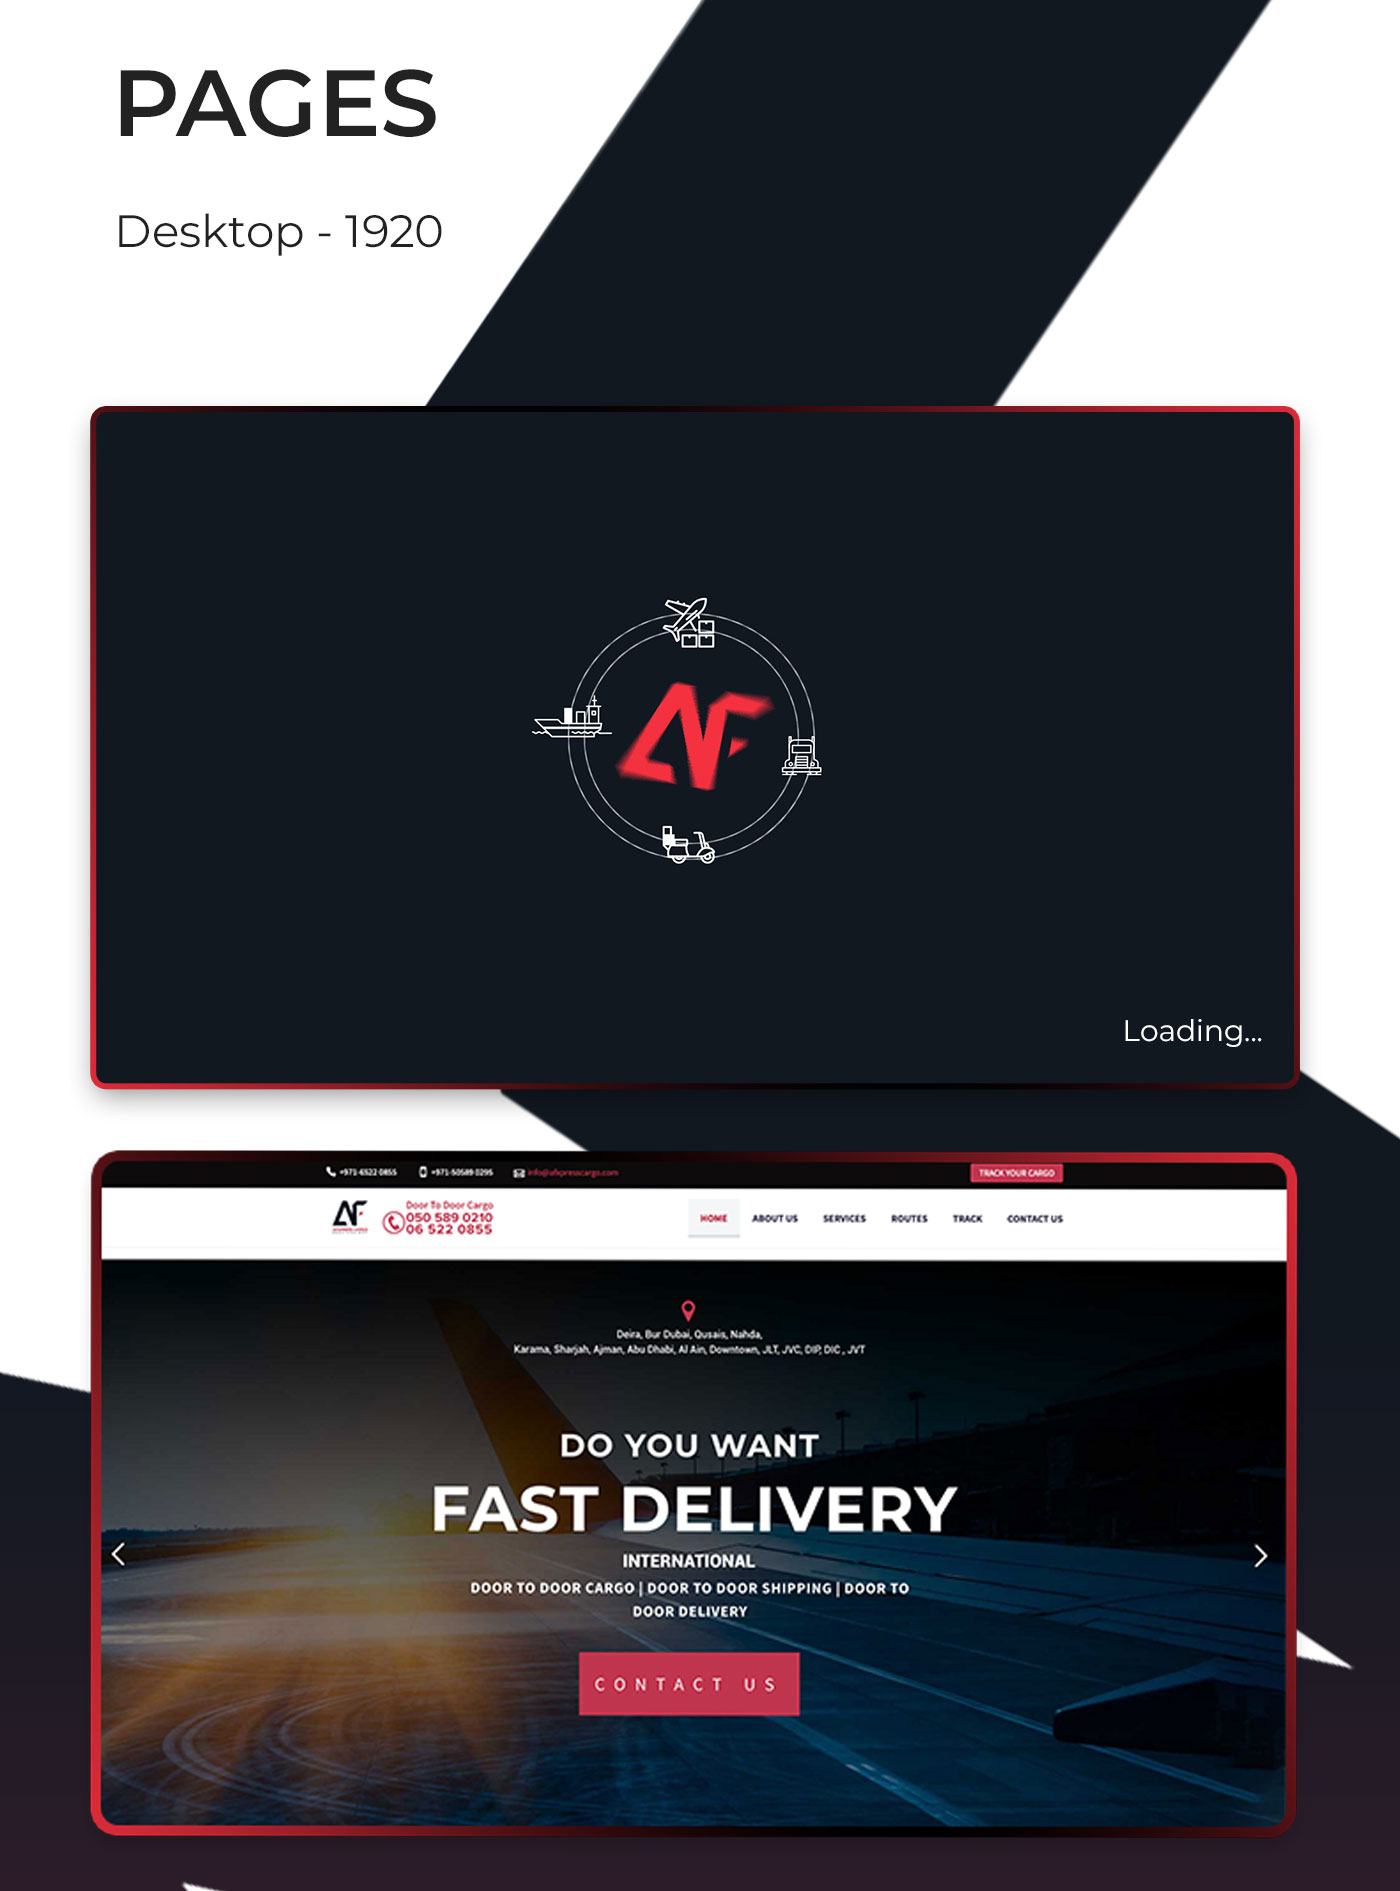 PAGES
Desktop - 1920
AF
Loading...
+971-6522 0855
+971-50589 0295
info@afxpresscargo.com
TRACK YOUR CARGO
AF
Door To Door Cargo
050 589 0210
06 522 0855
HOME
ABOUT US
SERVICES
ROUTES
TRACK
CONTACT US
Deira, Bur Dubai, Qusais, Nahda,
Karama, Sharjah, Ajman, Abu Dhabi, Al Ain, Downtown, JLT, JVC, DIP, DIC , JVT
DO YOU WANT
FAST DELIVERY
INTERNATIONAL
DOOR TO DOOR CARGO | DOOR TO DOOR SHIPPING | DOOR TO
DOOR DELIVERY
CONTACT US